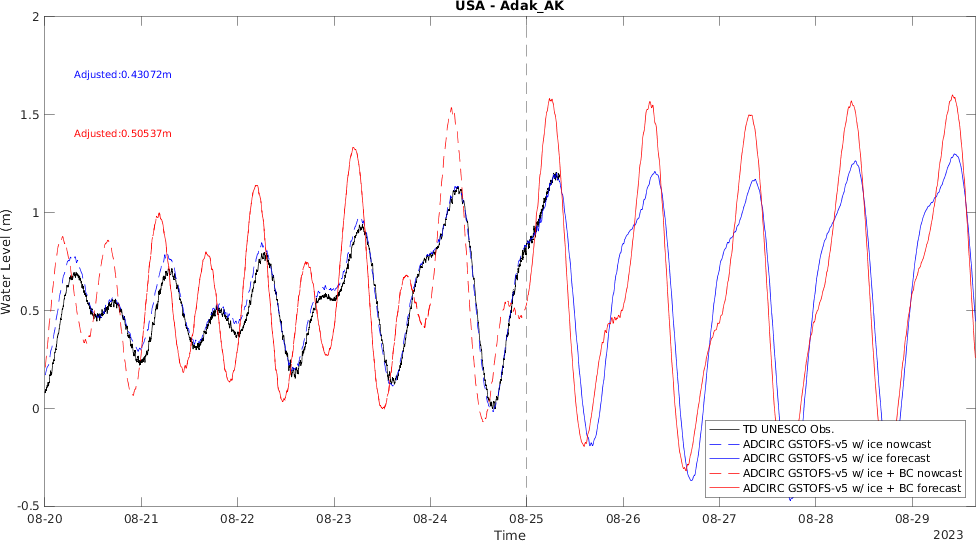 USA - Adak_AK
2
Adjusted:0.43072m
1.5
Adjusted:0.50537m
1
Water Level (m)
0.5
0
TD UNESCO Obs.
ADCIRC GSTOFS-v5 w/ ice nowcast
ADCIRC GSTOFS-v5 w/ ice forecast
ADCIRC GSTOFS-v5 w/ ice + BC nowcast
ADCIRC GSTOFS-v5 w/ ice + BC forecast
-0.5
08-20 08-21 08-22 08-23 08-24 08-25 08-26 08-27 08-28 08-29
Time
2023